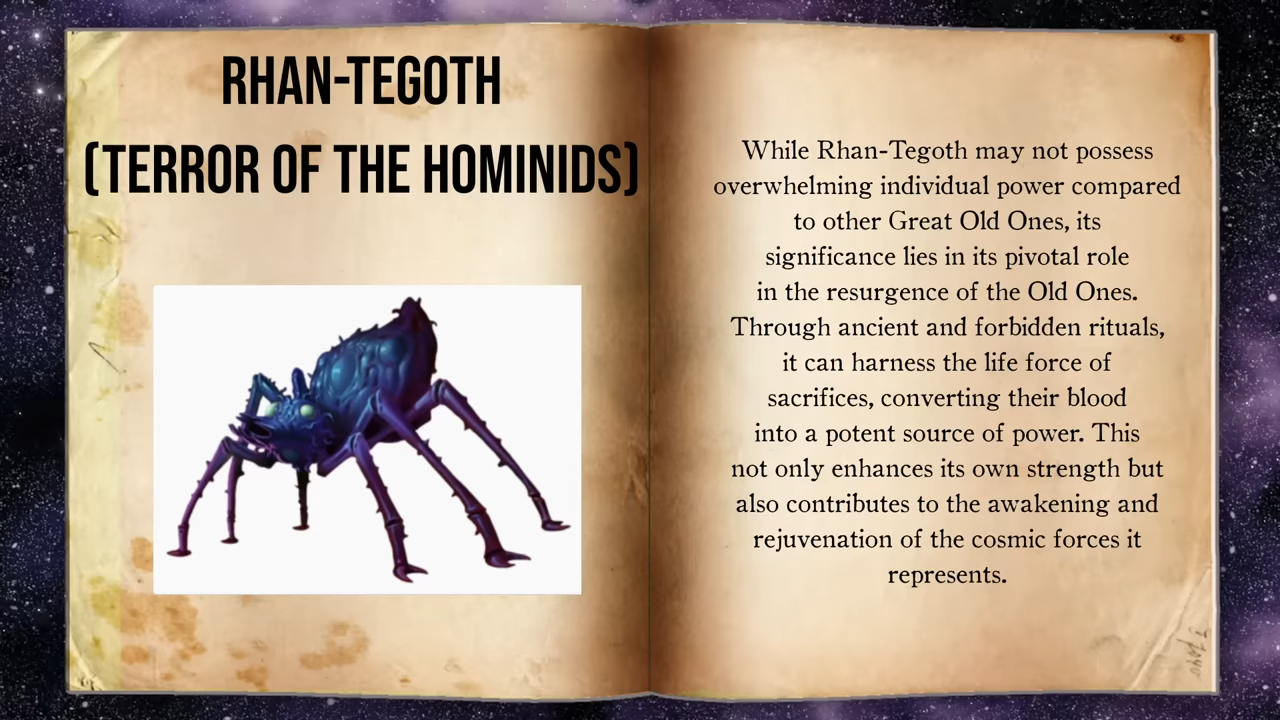 RHAN-TEGOTH
(TERROR OF THE HOMINIDS)
While Rhan-Tegoth may not possess
overwhelming individual power compared
to other Great Old Ones, its
significance lies in its pivotal role
in the resurgence of the Old Ones.
Through ancient and forbidden rituals,
it can harness the life force of
sacrifices, converting their blood
into a potent source of power. This
not only enhances its own strength but
also contributes to the awakening and
rejuvenation of the cosmic forces it
represents.